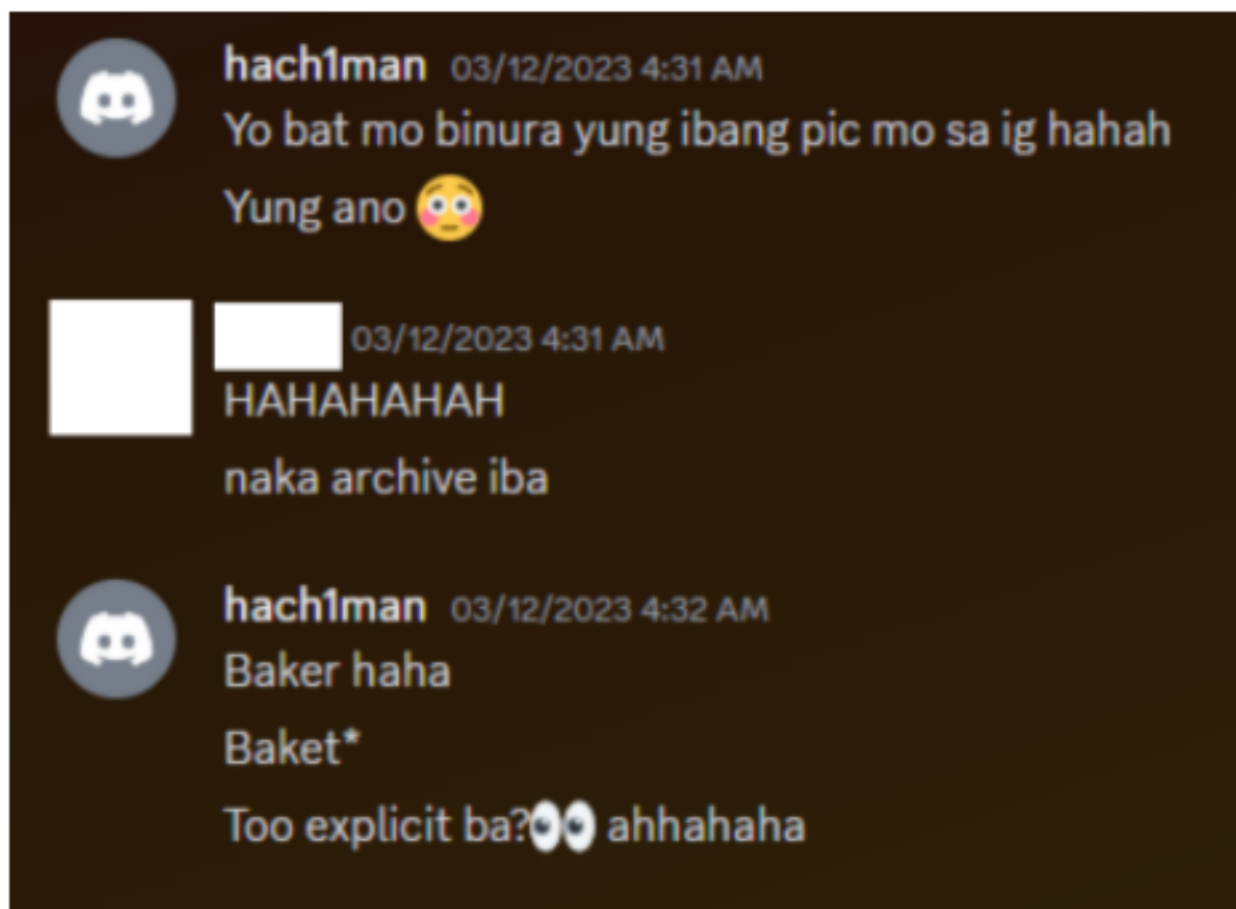 hach1man 03/12/2023 4:31 AM
Yo bat mo binura yung ibang pic mo sa ig hahah
Yung ano 😳
03/12/2023 4:31 AM
HAHAHAHAH
naka archive iba
hach1man 03/12/2023 4:32 AM
Baker haha
Baket*
Too explicit ba?👀 ahhahaha